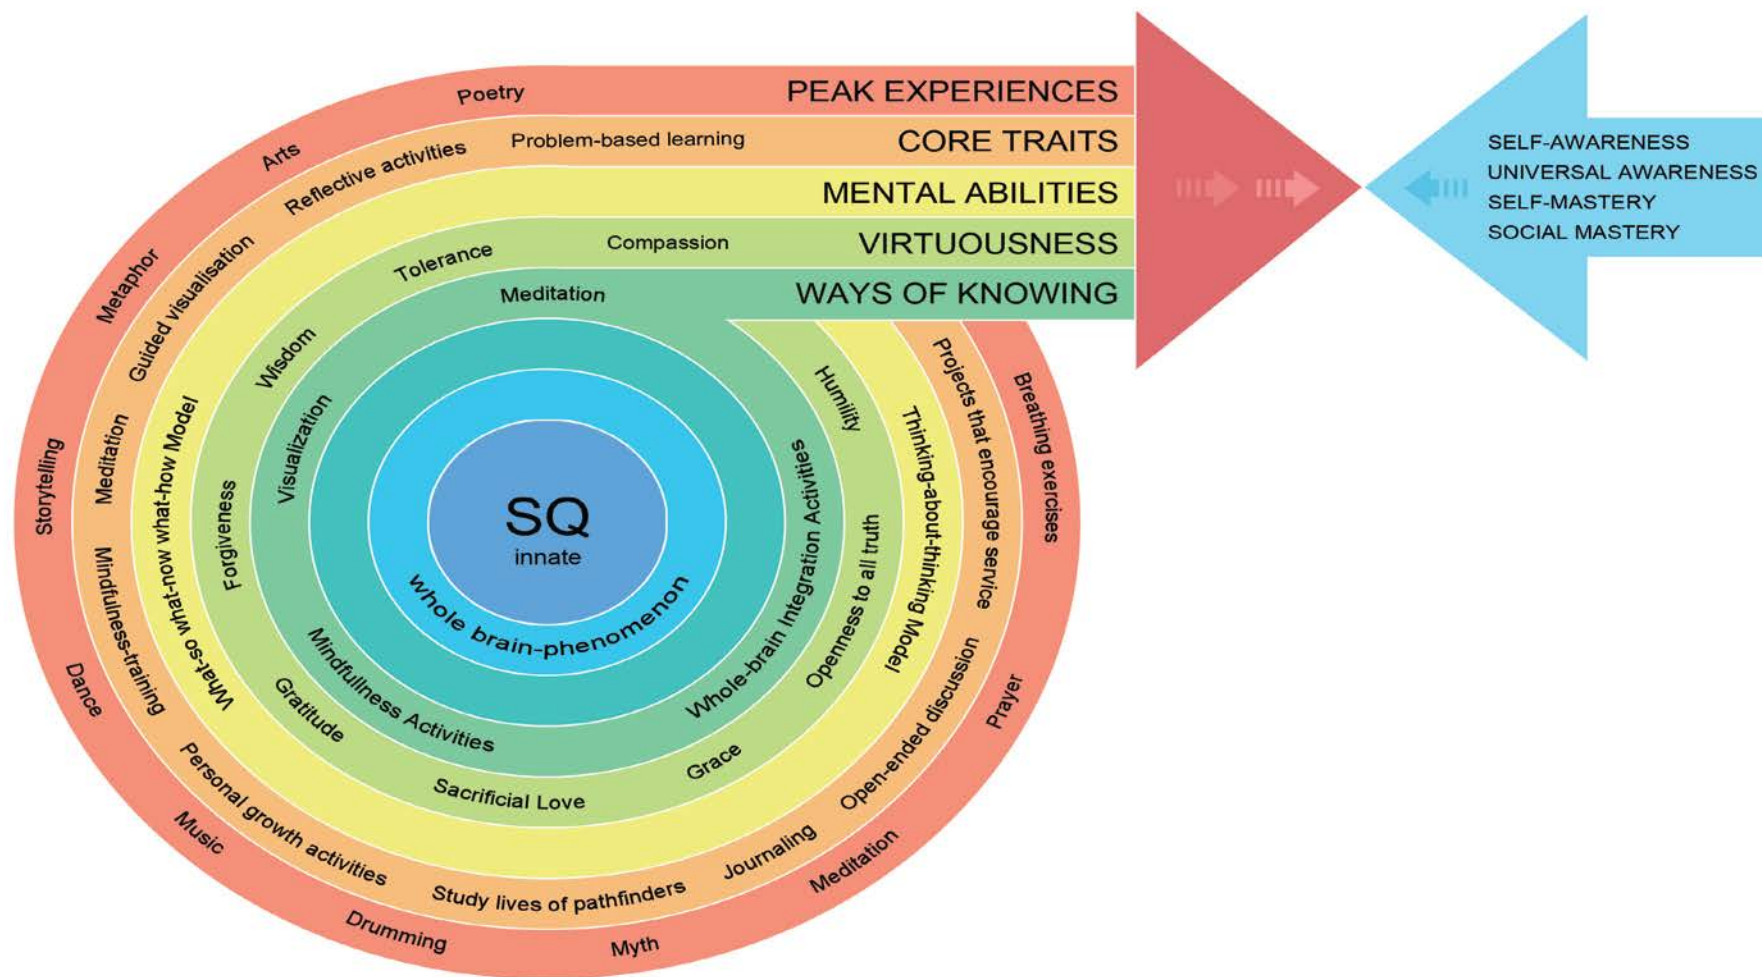 PEAK EXPERIENCES
Poetry
Arts
Metaphor
Storytelling
Dance
Music
Drumming
Myth
Meditation
Prayer
Breathing exercises
CORE TRAITS
Problem-based learning
Reflective activities
Guided visualisation
Meditation
Mindfulness-training
Personal growth activities
Study lives of pathfinders
Journaling
Open-ended discussion
Projects that encourage service
MENTAL ABILITIES
What-so what-now what-how Model
Thinking-about-thinking Model
VIRTUOUSNESS
Compassion
Tolerance
Wisdom
Forgiveness
Gratitude
Sacrificial Love
Grace
Openness to all truth
Humility
WAYS OF KNOWING
Meditation
Visualization
Mindfullness Activities
Whole-brain Integration Activities
SQ
innate
whole brain-phenomenon
SELF-AWARENESS
UNIVERSAL AWARENESS
SELF-MASTERY
SOCIAL MASTERY